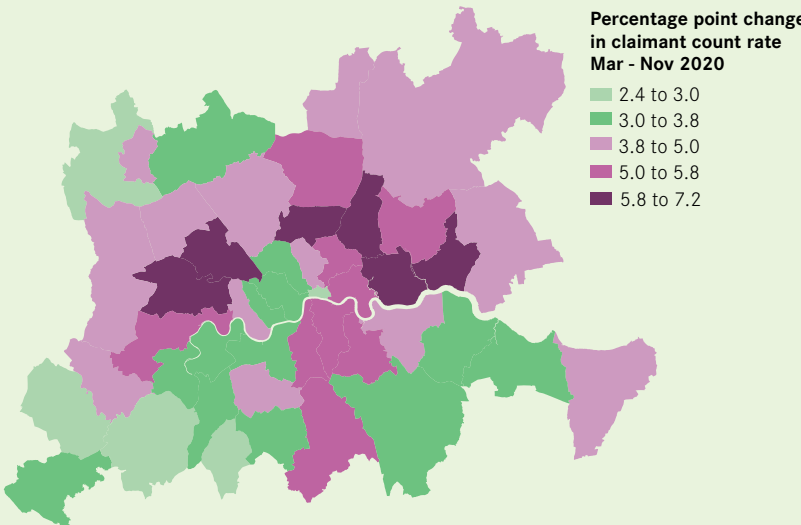 Percentage point change
in claimant count rate
Mar - Nov 2020
2.4 to 3.0
3.0 to 3.8
3.8 to 5.0
5.0 to 5.8
5.8 to 7.2